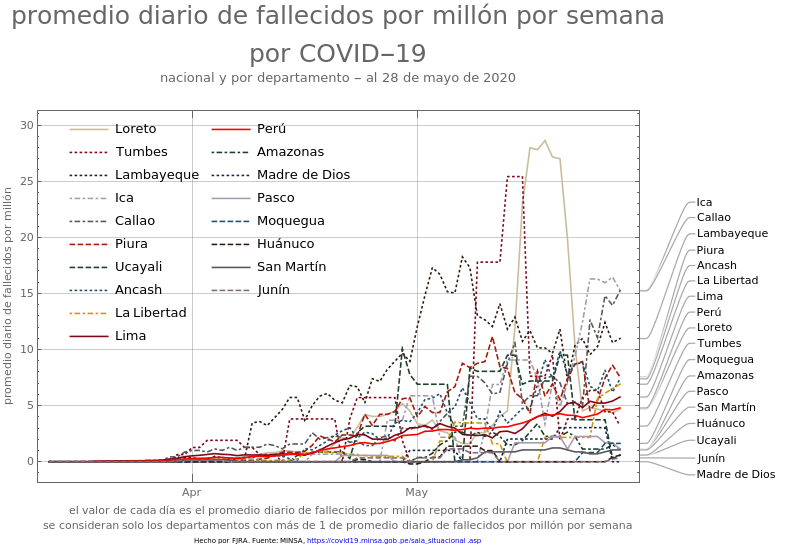 promedio diario de fallecidos por millón por semana
por COVID−19
nacional y por departamento − al 28 de mayo de 2020
promedio diario de fallecidos por millón
30
25
20
15
10
5
0
Apr
May
Loreto
Tumbes
Lambayeque
Ica
Callao
Piura
Ucayali
Ancash
La Libertad
Lima
Perú
Amazonas
Madre de Dios
Pasco
Moquegua
Huánuco
San Martín
Junín
Ica
Callao
Lambayeque
Piura
Ancash
La Libertad
Lima
Perú
Loreto
Tumbes
Moquegua
Amazonas
Pasco
San Martín
Huánuco
Ucayali
Junín
Madre de Dios
el valor de cada día es el promedio diario de fallecidos por millón reportados durante una semana
se consideran solo los departamentos con más de 1 de promedio diario de fallecidos por millón por semana
Hecho por FJRA. Fuente: MINSA, https://covid19.minsa.gob.pe/sala_situacional .asp